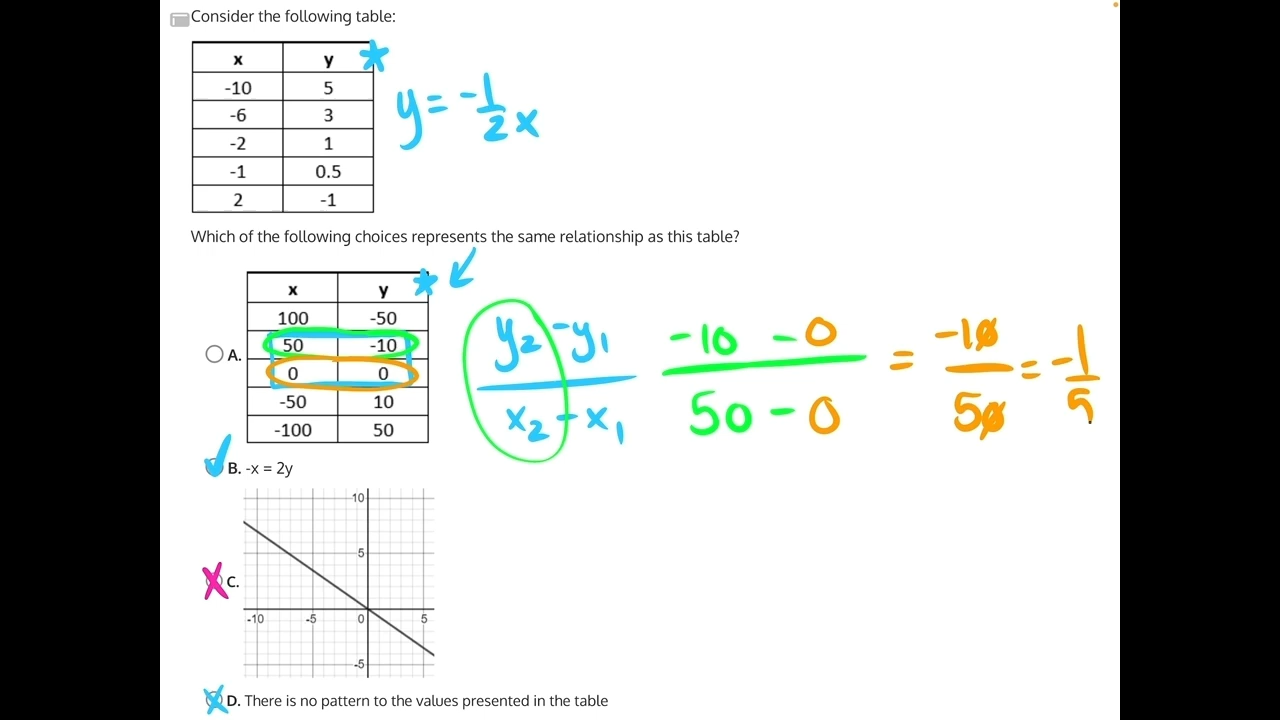 Consider the following table:
x y
-10 5
y = -1/2 x
-6 3
-2 1
-1 0.5
2 -1
Which of the following choices represents the same relationship as this table?
x y
100 -50
A.
50 -10
0 0
-50 10
-100 50
y2 - y1 / x2 - x1
-10 - 0 / 50 - 0 = -10 / 50 = -1 / 5
B. -x = 2y
C.
10
5
-10 -5 0 5
-5
D. There is no pattern to the values presented in the table